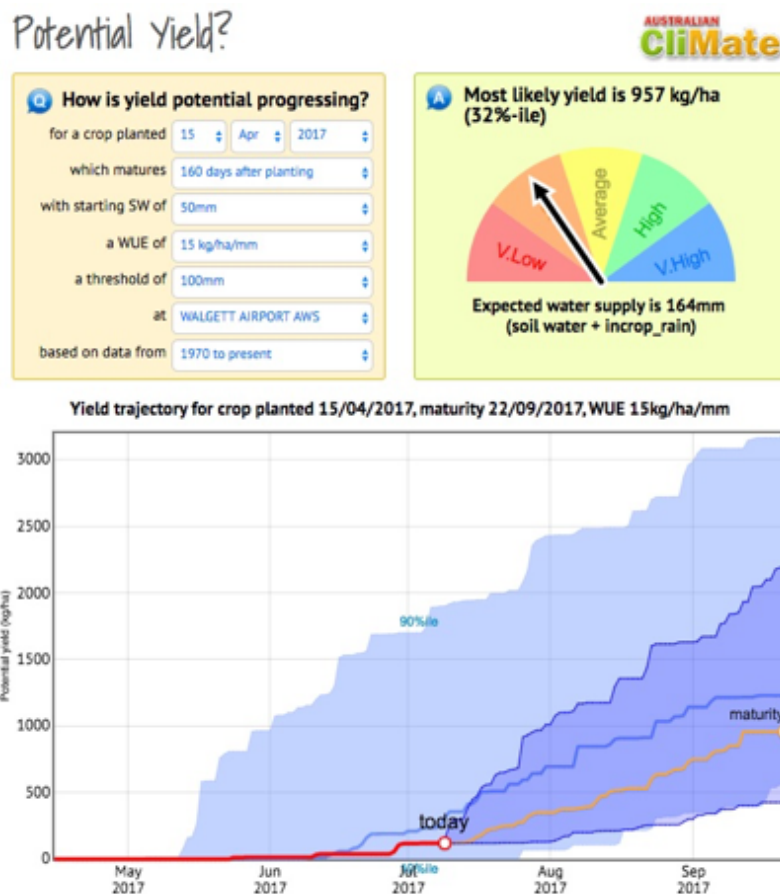 Potential Yield?
AUSTRALIAN
CliMate
Q How is yield potential progressing?
for a crop planted 15 Apr 2017
which matures 160 days after planting
with starting SW of 50mm
a WUE of 15 kg/ha/mm
a threshold of 100mm
at WALGETT AIRPORT AWS
based on data from 1970 to present
A Most likely yield is 957 kg/ha
(32%-ile)
V.Low
Average
High
V.High
Expected water supply is 164mm
(soil water + incrop_rain)
Yield trajectory for crop planted 15/04/2017, maturity 22/09/2017, WUE 15kg/ha/mm
Potential yield (kg/ha)
3000
2500
2000
1500
1000
500
0
90%ile
maturity
today
May
2017
Jun
2017
Jul
2017
Aug
2017
Sep
2017